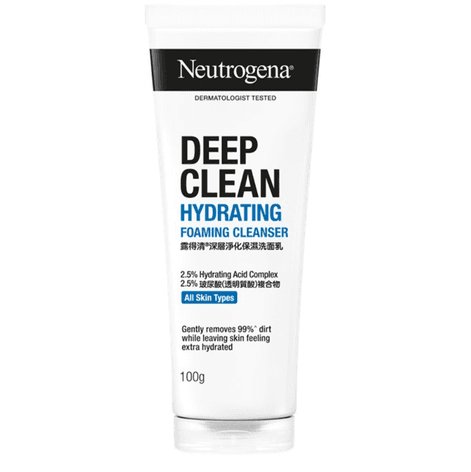 Neutrogena®
DERMATOLOGIST TESTED
DEEP
CLEAN
HYDRATING
FOAMING CLEANSER
露得清®深層淨化保濕洗面乳
2.5% Hydrating Acid Complex
2.5% 玻尿酸(透明質酸)複合物
All Skin Types
Gently removes 99%^ dirt
while leaving skin feeling
extra hydrated
100g